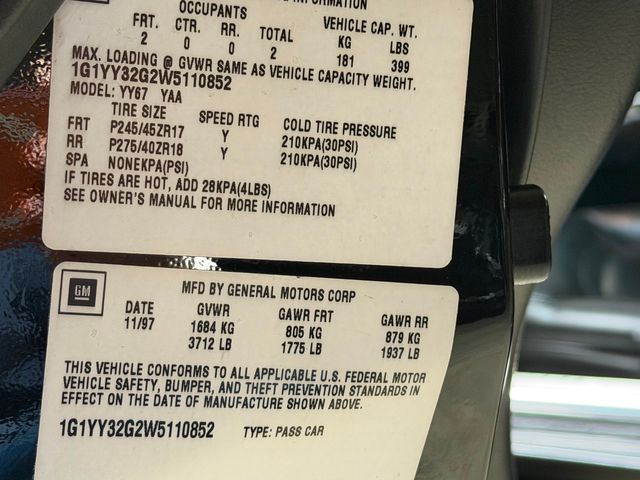 INFORMATION
OCCUPANTS VEHICLE CAP. WT.
FRT. CTR. RR. TOTAL KG LBS
2 0 0 2 181 399
MAX. LOADING @ GVWR SAME AS VEHICLE CAPACITY WEIGHT.
1G1YY32G2W5110852
MODEL: YY67 YAA
TIRE SIZE SPEED RTG COLD TIRE PRESSURE
FRT P245/45ZR17 Y 210KPA(30PSI)
RR P275/40ZR18 Y 210KPA(30PSI)
SPA NONEKPA(PSI)
IF TIRES ARE HOT, ADD 28KPA(4LBS)
SEE OWNER'S MANUAL FOR MORE INFORMATION
GM
MFD BY GENERAL MOTORS CORP
DATE GVWR GAWR FRT GAWR RR
11/97 1684 KG 805 KG 879 KG
3712 LB 1775 LB 1937 LB
THIS VEHICLE CONFORMS TO ALL APPLICABLE U.S. FEDERAL MOTOR
VEHICLE SAFETY, BUMPER, AND THEFT PREVENTION STANDARDS IN
EFFECT ON THE DATE OF MANUFACTURE SHOWN ABOVE.
1G1YY32G2W5110852 TYPE: PASS CAR